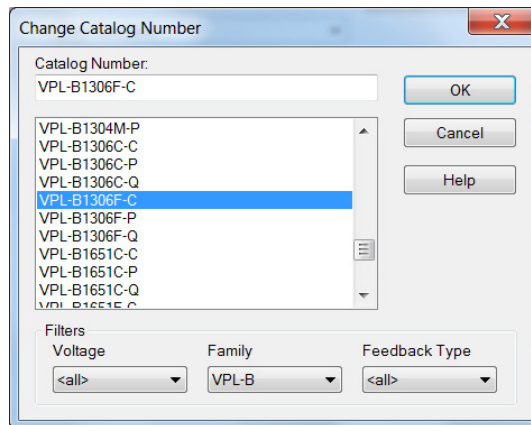 Change Catalog Number
Catalog Number:
VPL-B1306F-C
OK
VPL-B1304M-P
VPL-B1306C-C
VPL-B1306C-P
VPL-B1306C-Q
VPL-B1306F-C
VPL-B1306F-P
VPL-B1306F-Q
VPL-B1651C-C
VPL-B1651C-P
VPL-B1651C-Q
VPL-B1651F-C
Cancel
Help
Filters
Voltage Family Feedback Type
<all> VPL-B <all>